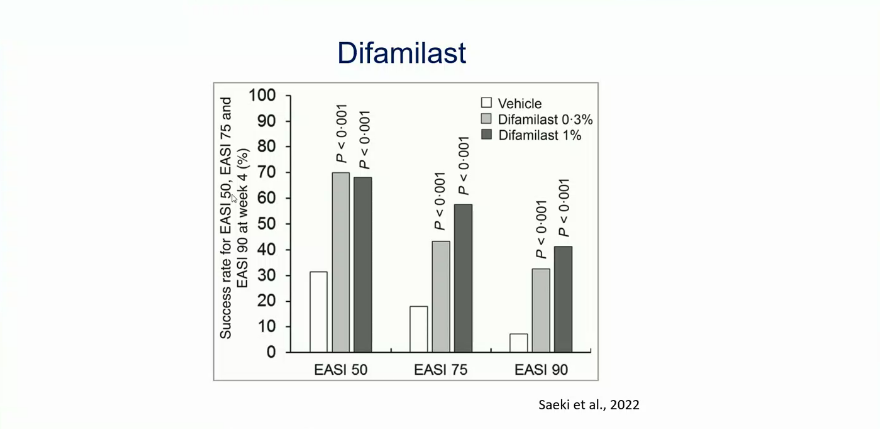 Difamilast
Success rate for EASI 50, EASI 75 and
EASI 90 at week 4 (%)
100
90
80
70
60
50
40
30
20
10
0
P < 0·001
P < 0·001
P < 0·001
P < 0·001
P < 0·001
P < 0·001
Vehicle
Difamilast 0·3%
Difamilast 1%
EASI 50
EASI 75
EASI 90
Saeki et al., 2022